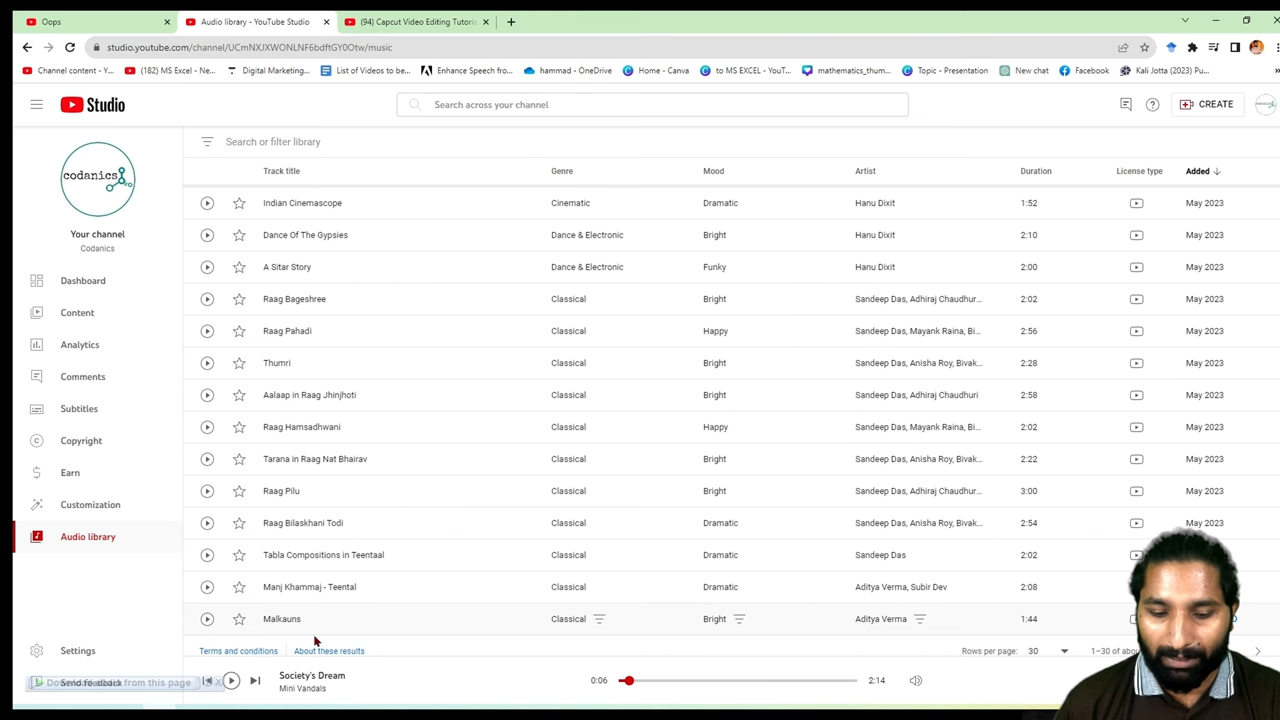 Oops
Audio library - YouTube Studio
(94) Capcut Video Editing Tutoria
studio.youtube.com/channel/UCmNXJXWONLNF6bdftGY0Otw/music
Channel content - Y...
(182) MS Excel - Ne...
Digital Marketing...
List of Videos to be...
Enhance Speech fro...
hammad - OneDrive
Home - Canva
to MS EXCEL - YouT...
mathematics_thum...
Topic - Presentation
New chat
Facebook
Kali Jotta (2023) Pu...
Studio
Search across your channel
CREATE
codanics
Your channel
Codanics
Dashboard
Content
Analytics
Comments
Subtitles
Copyright
Earn
Customization
Audio library
Settings
Send feedback
Search or filter library
Track title Genre Mood Artist Duration License type Added
Indian Cinemascope Cinematic Dramatic Hanu Dixit 1:52 May 2023
Dance Of The Gypsies Dance & Electronic Bright Hanu Dixit 2:10 May 2023
A Sitar Story Dance & Electronic Funky Hanu Dixit 2:00 May 2023
Raag Bageshree Classical Bright Sandeep Das, Adhiraj Chaudhur... 2:02 May 2023
Raag Pahadi Classical Happy Sandeep Das, Mayank Raina, Bi... 2:56 May 2023
Thumri Classical Bright Sandeep Das, Anisha Roy, Bivak... 2:28 May 2023
Aalaap in Raag Jhinjhoti Classical Bright Sandeep Das, Adhiraj Chaudhuri 2:58 May 2023
Raag Hamsadhwani Classical Happy Sandeep Das, Mayank Raina, Bi... 2:02 May 2023
Tarana in Raag Nat Bhairav Classical Bright Sandeep Das, Anisha Roy, Bivak... 2:22 May 2023
Raag Pilu Classical Bright Sandeep Das, Adhiraj Chaudhur... 3:00 May 2023
Raag Bilaskhani Todi Classical Dramatic Sandeep Das, Anisha Roy, Bivak... 2:54 May 2023
Tabla Compositions in Teentaal Classical Dramatic Sandeep Das 2:02
Manj Khammaj - Teental Classical Dramatic Aditya Verma, Subir Dev 2:08
Malkauns Classical Bright Aditya Verma 1:44
Terms and conditions About these results Rows per page: 30 1–30 of abou
Society's Dream
Mini Vandals
0:06 2:14
from this page